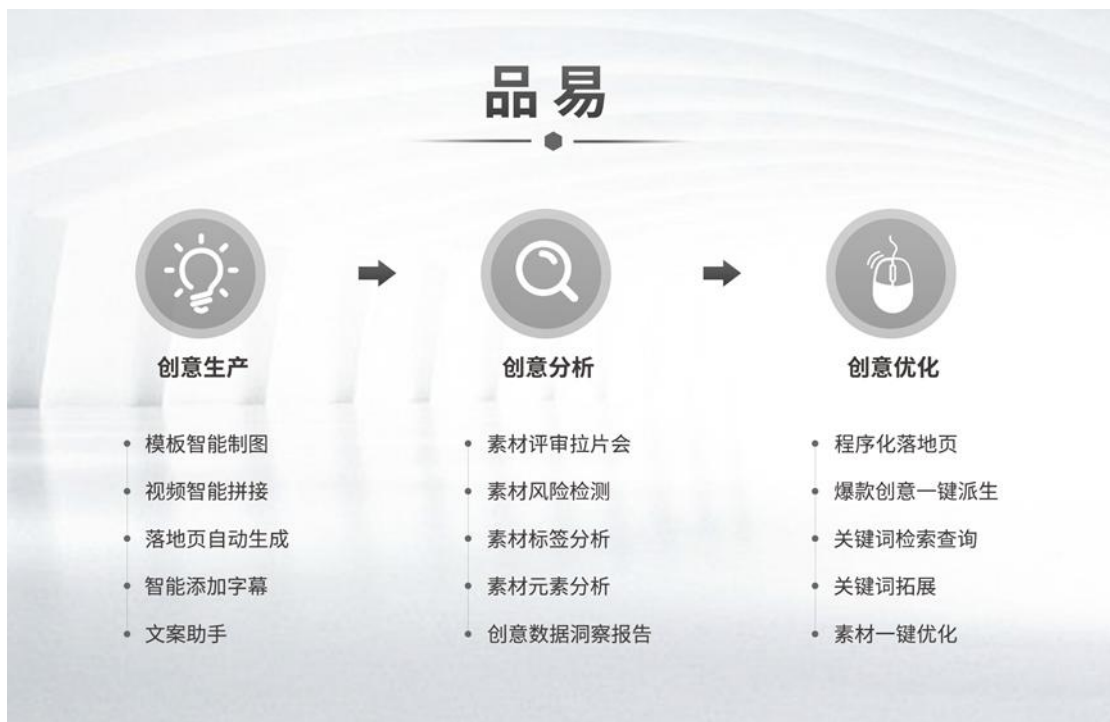 品易
创意生产
创意分析
创意优化
模板智能制图
视频智能拼接
落地页自动生成
智能添加字幕
文案助手
素材评审拉片会
素材风险检测
素材标签分析
素材元素分析
创意数据洞察报告
程序化落地页
爆款创意一键派生
关键词检索查询
关键词拓展
素材一键优化